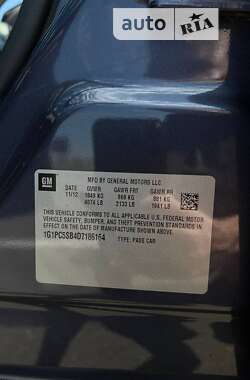 auto RIA
GM
MFD BY GENERAL MOTORS LLC
DATE GVWR GAWR FRT GAWR RR
11/12 1849 KG 968 KG 881 KG
4074 LB 2133 LB 1941 LB
THIS VEHICLE CONFORMS TO ALL APPLICABLE U.S. FEDERAL MOTOR
VEHICLE SAFETY, BUMPER, AND THEFT PREVENTION STANDARDS IN
EFFECT ON THE DATE OF MANUFACTURE SHOWN ABOVE.
1G1PC5SB4D7186164 TYPE: PASS CAR